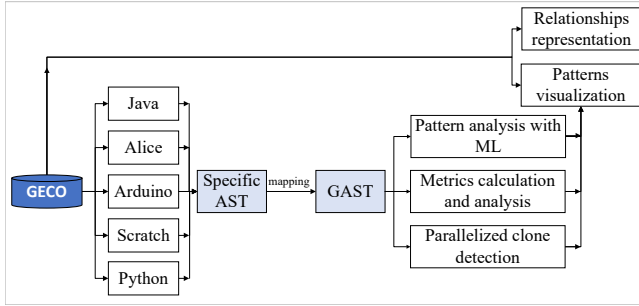 Relationships
representation
Patterns
visualization
Java
Alice
Arduino
Scratch
Python
GECO
Specific
AST
mapping
GAST
Pattern analysis with
ML
Metrics calculation
and analysis
Parallelized clone
detection